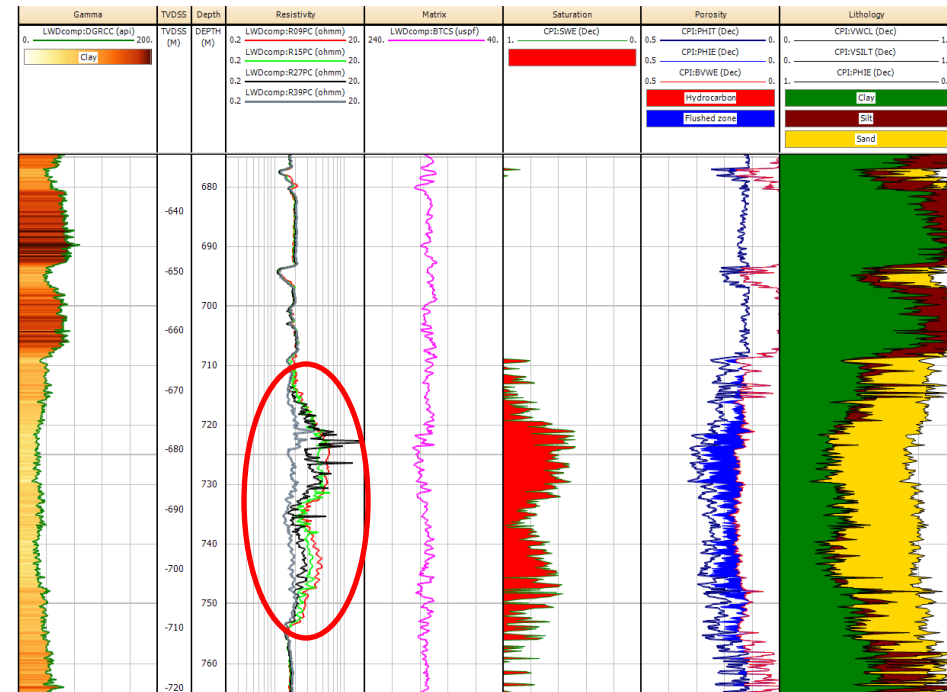 Gamma TVDSS Depth Resistivity Matrix Saturation Porosity Lithology
LWDcomp:DGRCC (api)
0. 200.
Clay
TVDSS
(M)
DEPTH
(M)
LWDcomp:R09PC (ohmm)
0.2 20.
LWDcomp:R15PC (ohmm)
0.2 20.
LWDcomp:R27PC (ohmm)
0.2 20.
LWDcomp:R39PC (ohmm)
0.2 20.
LWDcomp:BTCS (uspf)
240. 40.
CPI:SWE (Dec)
1. 0.
CPI:PHIT (Dec)
0.5 0.
CPI:PHIE (Dec)
0.5 0.
CPI:BVWE (Dec)
0.5 0.
Hydrocarbon
Flushed zone
CPI:VWCL (Dec)
0. 1.
CPI:VSILT (Dec)
0. 1.
CPI:PHIE (Dec)
1. 0.
Clay
Silt
Sand
680
-640
690
-650
700
-660
710
-670
720
-680
730
-690
740
-700
750
-710
760
-720